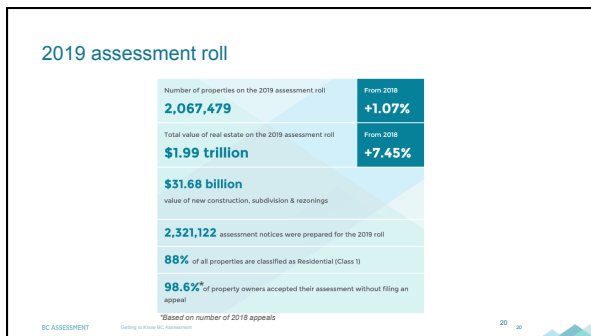 2019 assessment roll
Number of properties on the 2019 assessment roll
2,067,479
From 2018
+1.07%
Total value of real estate on the 2019 assessment roll
$1.99 trillion
From 2018
+7.45%
$31.68 billion
value of new construction, subdivision & rezonings
2,321,122 assessment notices were prepared for the 2019 roll
88% of all properties are classified as Residential (Class 1)
98.6%* of property owners accepted their assessment without filing an
appeal
*Based on number of 2018 appeals
BC ASSESSMENT Getting to Know BC Assessment 20 20